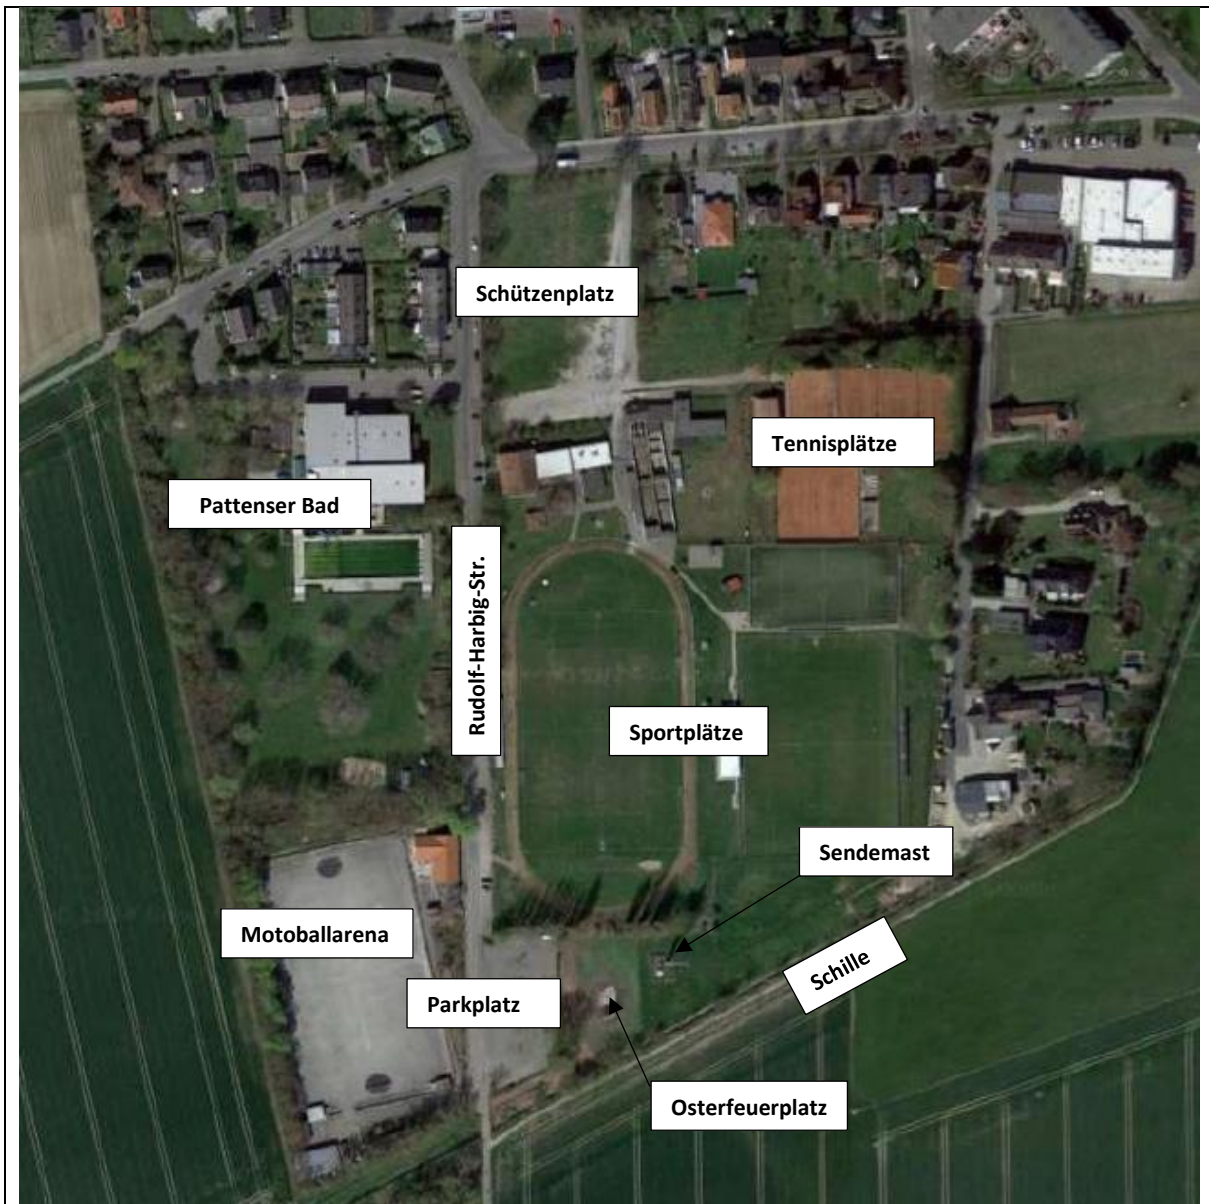 Schützenplatz
Tennisplätze
Pattenser Bad
Rudolf-Harbig-Str.
Sportplätze
Sendemast
Motoballarena
Schille
Parkplatz
Osterfeuerplatz